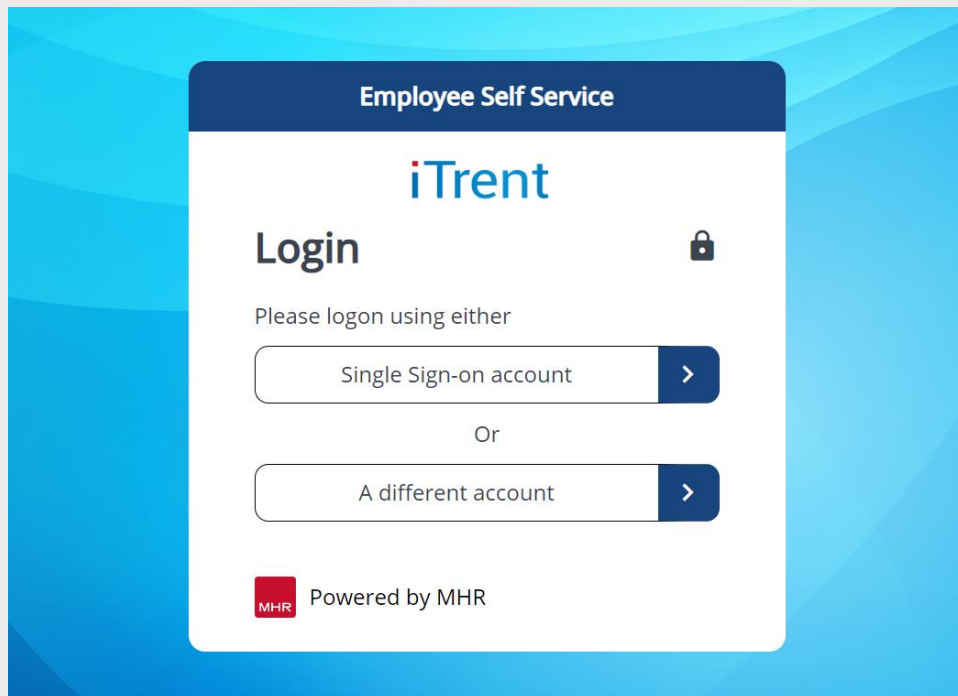 Employee Self Service
iTrent
Login
Please logon using either
Single Sign-on account
Or
A different account
MHR Powered by MHR